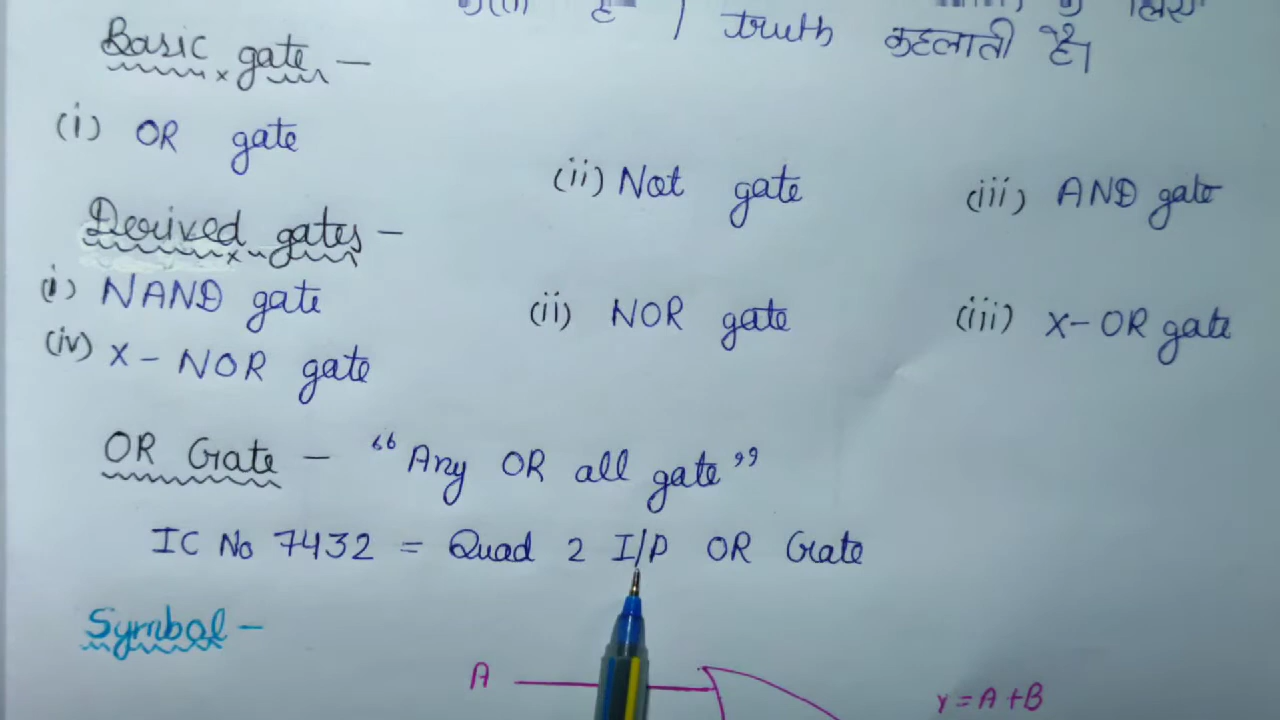 है / truth कहलाती है।
Basic gate -
(i) OR gate (ii) Not gate (iii) AND gate
Derived gates -
(i) NAND gate (ii) NOR gate (iii) X-OR gate
(iv) X-NOR gate
OR Gate - "Any OR all gate"
IC No 7432 = Quad 2 I/P OR Gate
Symbol -
A
Y = A + B